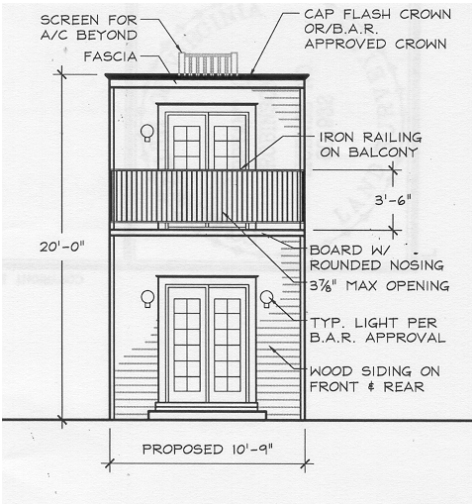 SCREEN FOR
A/C BEYOND
FASCIA
CAP FLASH CROWN
OR/B.A.R.
APPROVED CROWN
IRON RAILING
ON BALCONY
3'-6"
20'-0"
BOARD W/
ROUNDED NOSING
3⅞" MAX OPENING
TYP. LIGHT PER
B.A.R. APPROVAL
WOOD SIDING ON
FRONT & REAR
PROPOSED 10'-9"